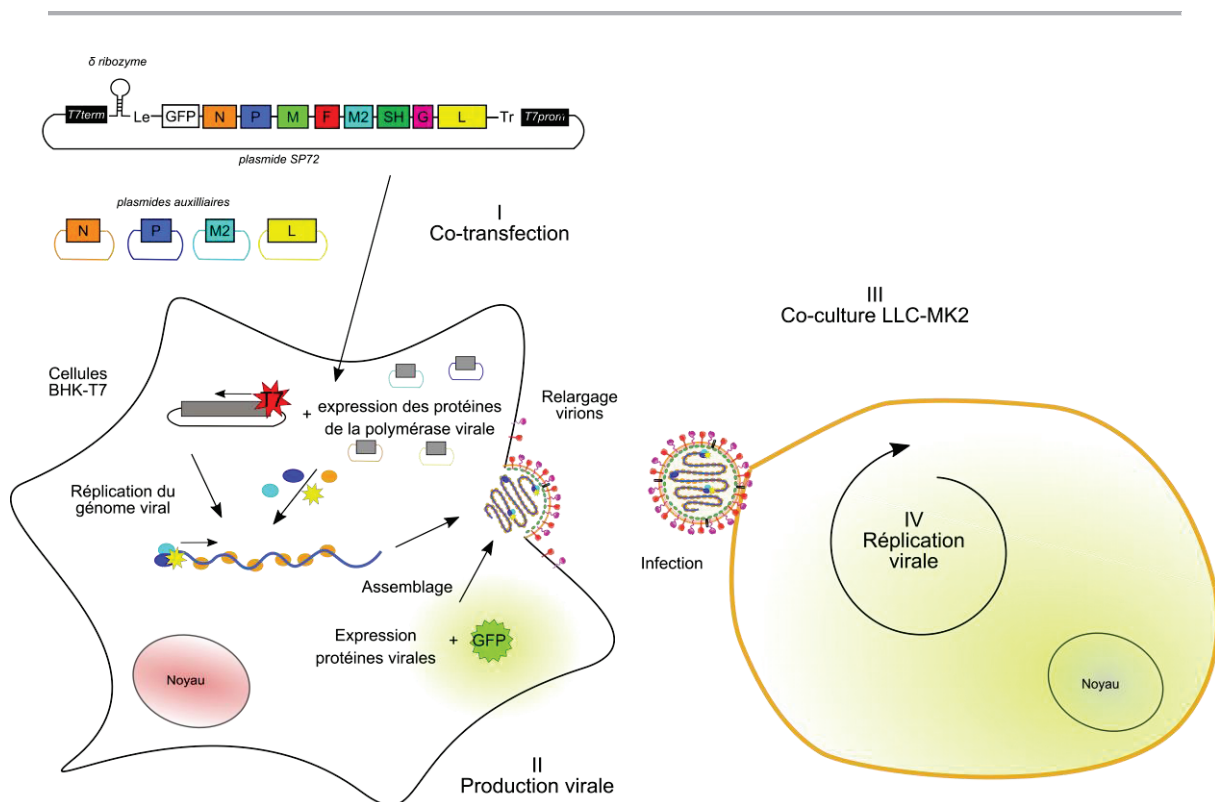 δ ribozyme
T7term
Le
GFP
N
P
M
F
M2
SH
G
L
Tr
T7prom
plasmide SP72
plasmides auxilliaires
N
P
M2
L
I
Co-transfection
III
Co-culture LLC-MK2
Cellules
BHK-T7
T7
+ expression des protéines
de la polymérase virale
Relargage
virions
Réplication du
génome viral
Assemblage
Expression
protéines virales
+
GFP
Noyau
II
Production virale
Infection
IV
Réplication
virale
Noyau